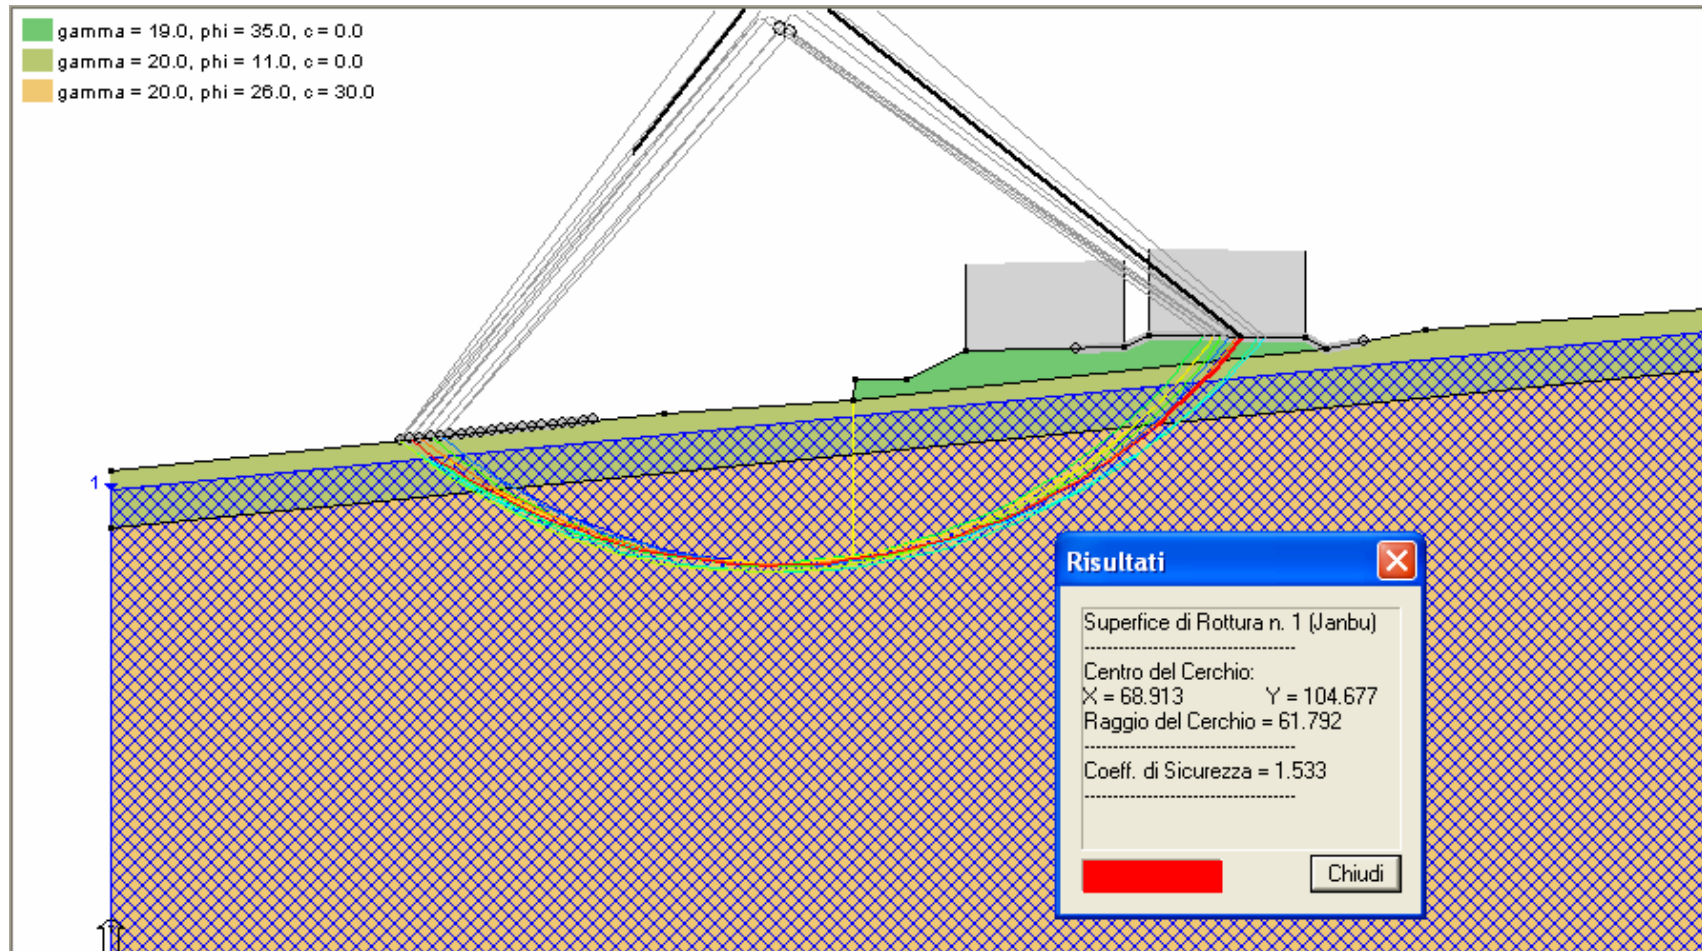 gamma = 19.0, phi = 35.0, c = 0.0
gamma = 20.0, phi = 11.0, c = 0.0
gamma = 20.0, phi = 26.0, c = 30.0
1
Risultati
Superfice di Rottura n. 1 (Janbu)
----------------------------------
Centro del Cerchio:
X = 68.913 Y = 104.677
Raggio del Cerchio = 61.792
----------------------------------
Coeff. di Sicurezza = 1.533
----------------------------------
Chiudi